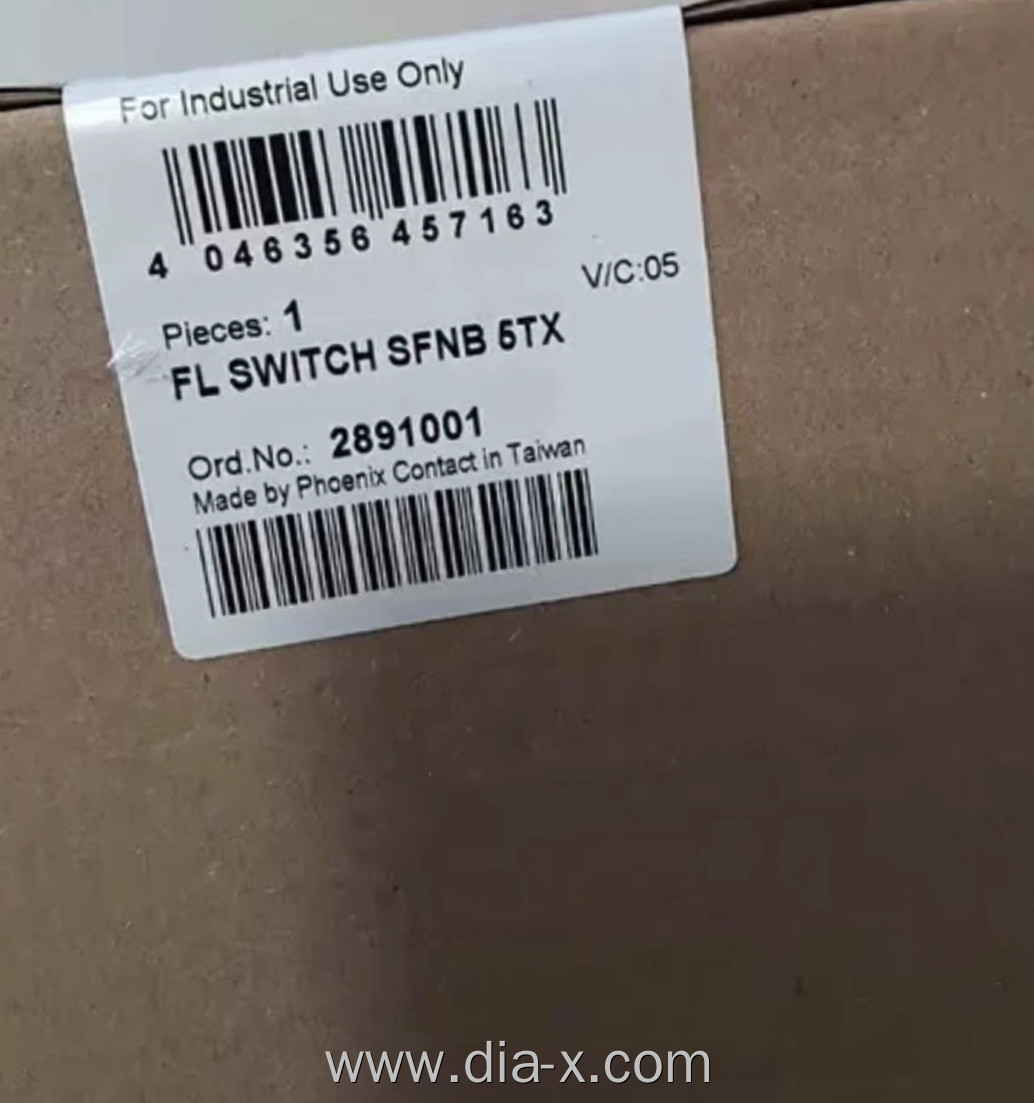 For Industrial Use Only
4 046356 457163
V/C:05
Pieces: 1
FL SWITCH SFNB 5TX
Ord.No.: 2891001
Made by Phoenix Contact in Taiwan
www.dia-x.com